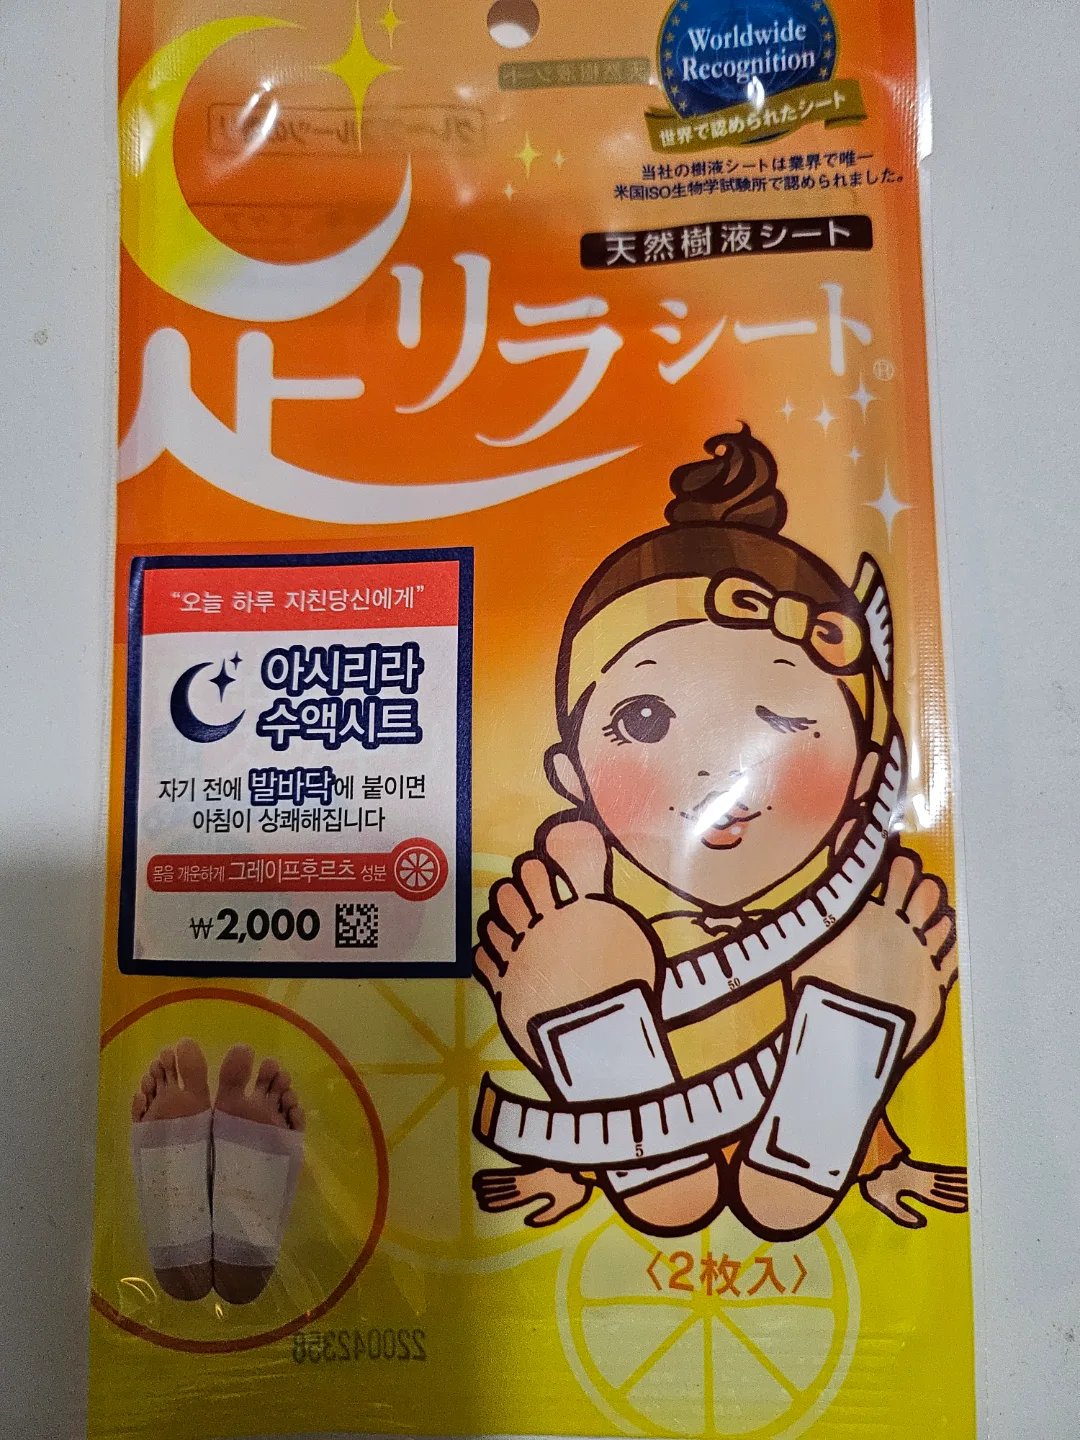 Worldwide
Recognition
世界で認められたシート
当社の樹液シートは業界で唯一
米国ISO生物学試験所で認められました。
天然樹液シート
足リラシート®
“오늘 하루 지친당신에게”
아시리라
수액시트
자기 전에 발바닥에 붙이면
아침이 상쾌해집니다
몸을 개운하게 그레이프후르츠 성분
₩2,000
55
50
5
〈2枚入〉
220042358